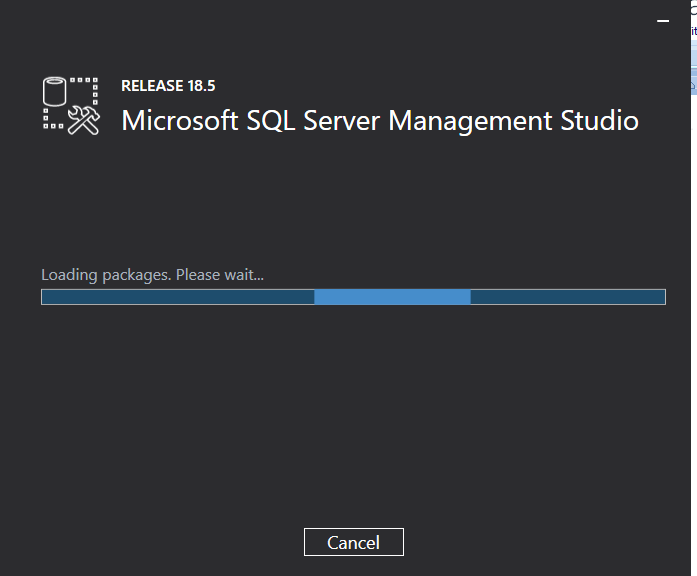 RELEASE 18.5
Microsoft SQL Server Management Studio
Loading packages. Please wait...
Cancel